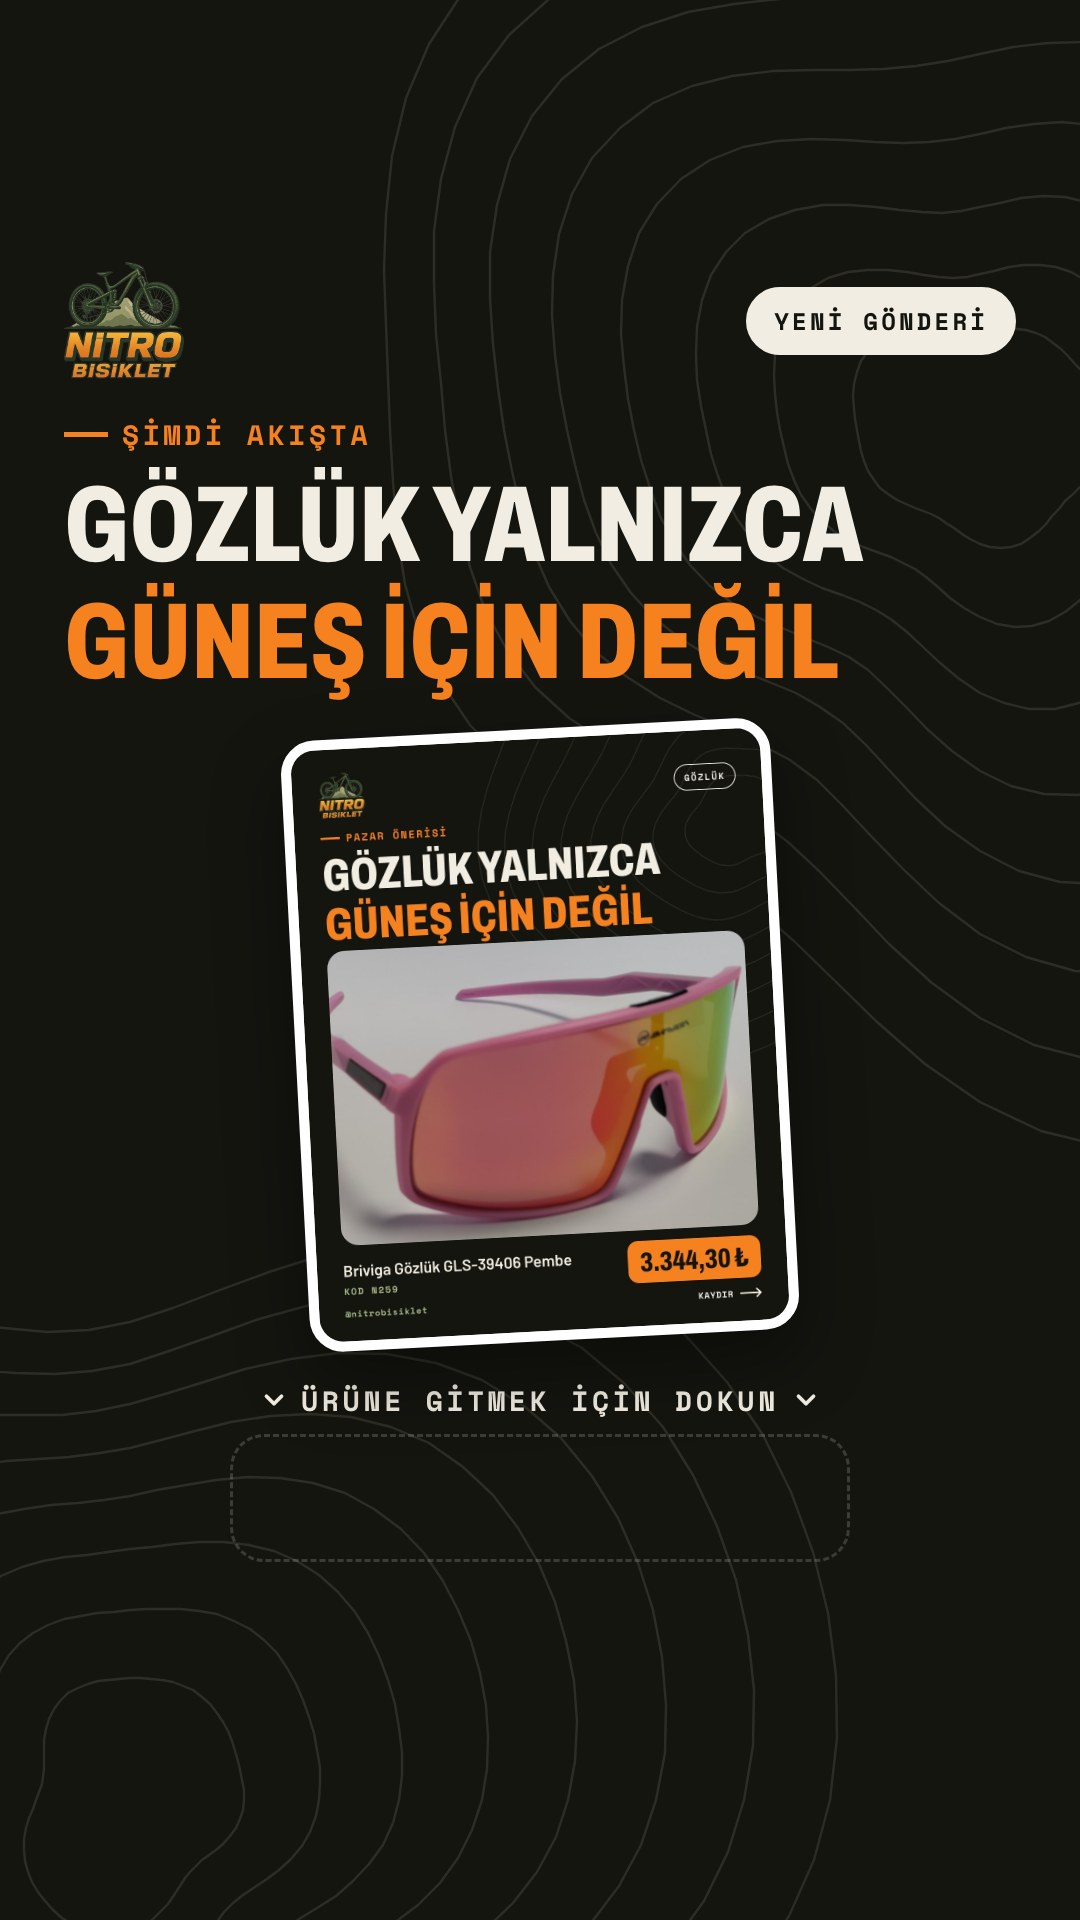 NiTRO
BiSiKLET
YENİ GÖNDERİ
ŞİMDİ AKIŞTA
GÖZLÜK YALNIZCA
GÜNEŞ İÇİN DEĞİL
NiTRO
BiSiKLET
GÖZLÜK
PAZAR ÖNERİSİ
GÖZLÜK YALNIZCA
GÜNEŞ İÇİN DEĞİL
Briviga Gözlük GLS-39406 Pembe
3.344,30 ₺
KOD N259
KAYDIR
@nitrobisiklet
ÜRÜNE GİTMEK İÇİN DOKUN